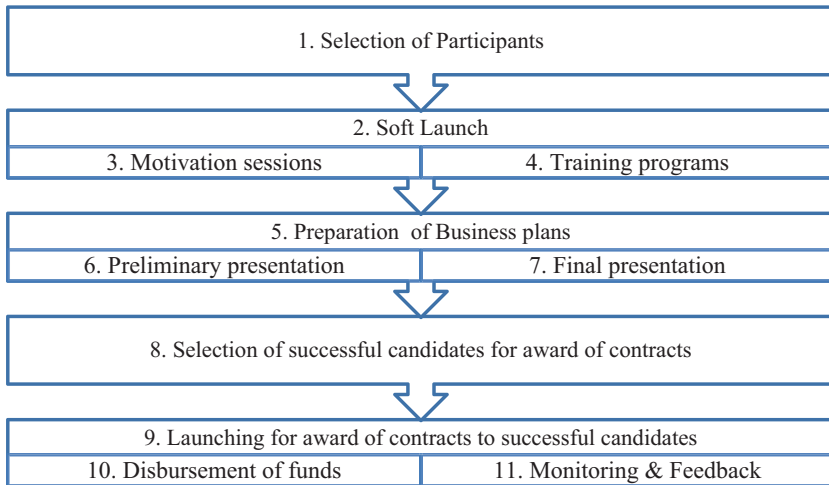 1. Selection of Participants
2. Soft Launch
3. Motivation sessions
4. Training programs
5. Preparation of Business plans
6. Preliminary presentation
7. Final presentation
8. Selection of successful candidates for award of contracts
9. Launching for award of contracts to successful candidates
10. Disbursement of funds
11. Monitoring & Feedback